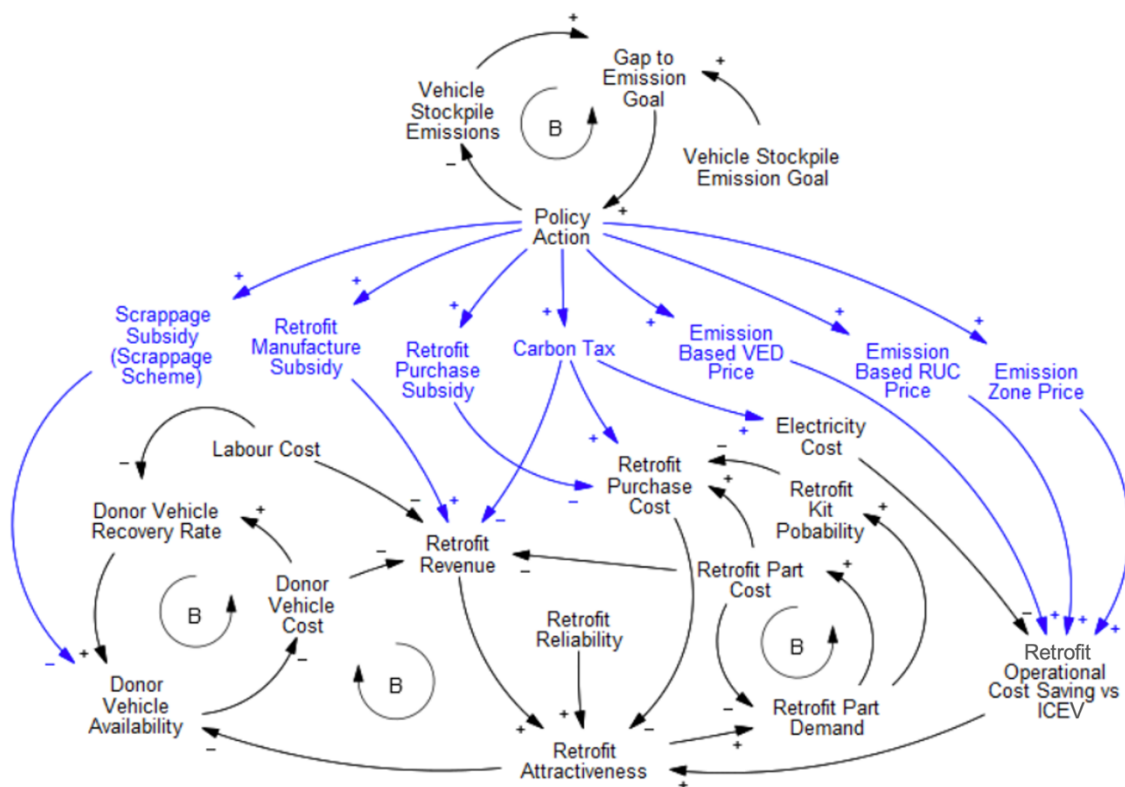 Gap to
Emission
Goal
Vehicle
Stockpile
Emissions
B
Vehicle Stockpile
Emission Goal
Policy
Action
Scrappage
Subsidy
(Scrappage
Scheme)
Retrofit
Manufacture
Subsidy
Retrofit
Purchase
Subsidy
Carbon Tax
Emission
Based VED
Price
Emission
Based RUC
Price
Emission
Zone Price
Electricity
Cost
Labour Cost
Retrofit
Purchase
Cost
Retrofit
Kit
Pobability
Donor Vehicle
Recovery Rate
Retrofit
Revenue
Retrofit Part
Cost
Donor
Vehicle
Cost
B
Retrofit
Reliability
B
B
Donor
Vehicle
Availability
Retrofit Part
Demand
Retrofit
Operational
Cost Saving vs
ICEV
Retrofit
Attractiveness